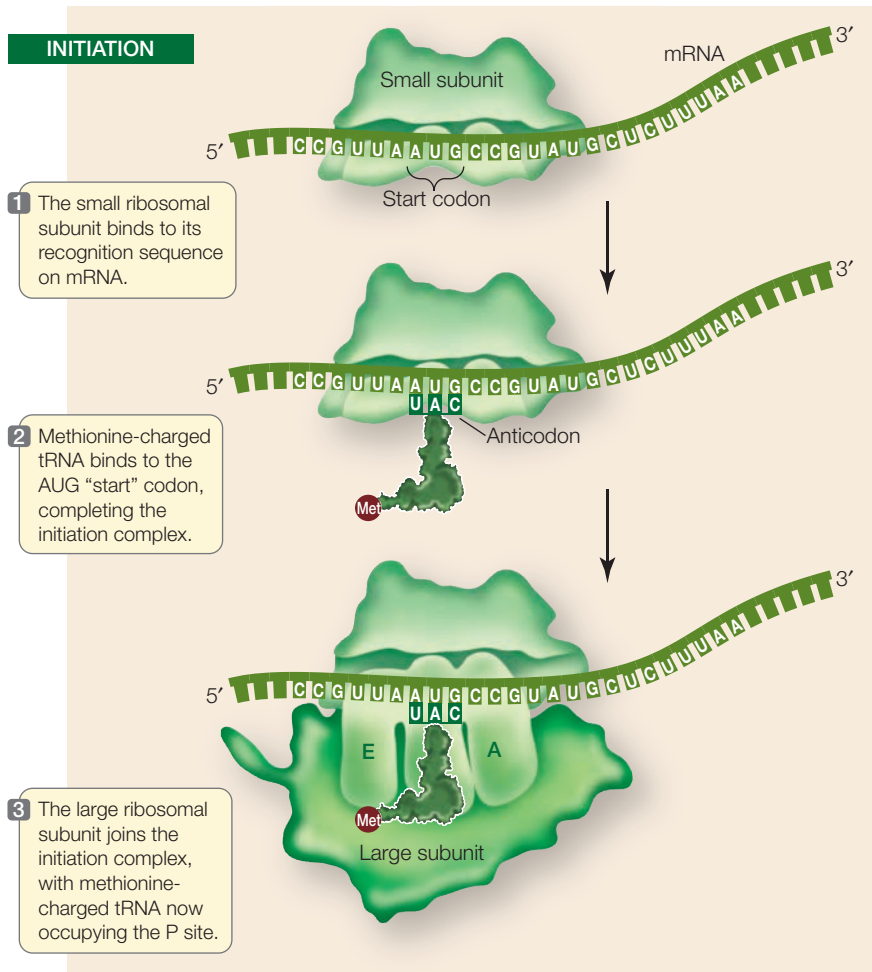 INITIATION
mRNA
3′
Small subunit
5′
CCGUUAAUGCCGUAUGCUCUUUAA
Start codon
1 The small ribosomal
subunit binds to its
recognition sequence
on mRNA.
3′
5′
CCGUUAAUGCCGUAUGCUCUUUAA
UAC
Anticodon
2 Methionine-charged
tRNA binds to the
AUG “start” codon,
completing the
initiation complex.
Met
3′
5′
CCGUUAAUGCCGUAUGCUCUUUAA
UAC
E
A
Met
Large subunit
3 The large ribosomal
subunit joins the
initiation complex,
with methionine-
charged tRNA now
occupying the P site.